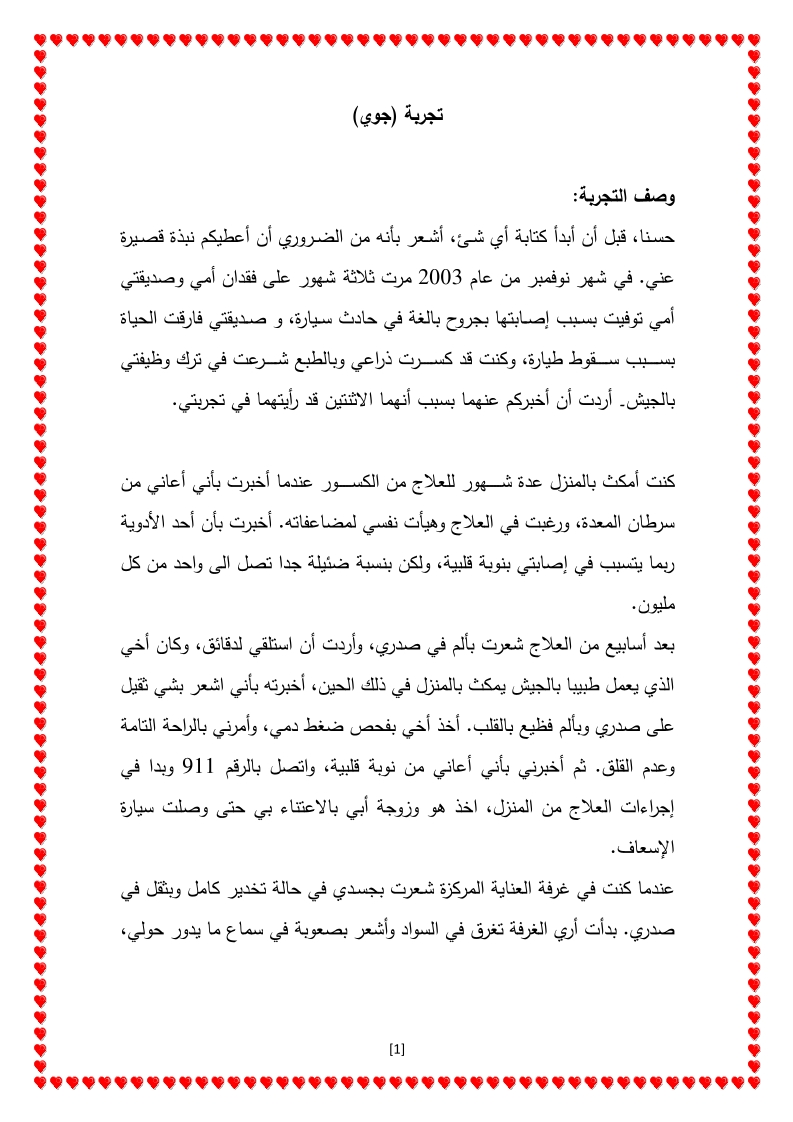 تجربة (جوي)
وصف التجربة:
حسنا، قبل أن أبدأ كتابة أي شئ، أشعر بأنه من الضروري أن أعطيكم نبذة قصيرة
عني. في شهر نوفمبر من عام 2003 مرت ثلاثة شهور على فقدان أمي وصديقتي
أمي توفيت بسبب إصابتها بجروح بالغة في حادث سيارة، و صديقتي فارقت الحياة
بسبب سقوط طيارة، وكنت قد كسرت ذراعي وبالطبع شرعت في ترك وظيفتي
بالجيش۔ أردت أن أخبركم عنهما بسبب أنهما الاثنتين قد رأيتهما في تجربتي.
كنت أمكث بالمنزل عدة شهور للعلاج من الكسور عندما أخبرت بأني أعاني من
سرطان المعدة، ورغبت في العلاج وهيأت نفسي لمضاعفاته. أخبرت بأن أحد الأدوية
ربما يتسبب في إصابتي بنوبة قلبية، ولكن بنسبة ضئيلة جدا تصل الى واحد من كل
مليون.
بعد أسابيع من العلاج شعرت بألم في صدري، وأردت أن استلقي لدقائق، وكان أخي
الذي يعمل طبيبا بالجيش يمكث بالمنزل في ذلك الحين، أخبرته بأني اشعر بشي ثقيل
على صدري وبألم فظيع بالقلب. أخذ أخي بفحص ضغط دمي، وأمرني بالراحة التامة
وعدم القلق. ثم أخبرني بأني أعاني من نوبة قلبية، واتصل بالرقم 911 وبدا في
إجراءات العلاج من المنزل، اخذ هو وزوجة أبي بالاعتناء بي حتى وصلت سيارة
الإسعاف.
عندما كنت في غرفة العناية المركزة شعرت بجسدي في حالة تخدير كامل وبثقل في
صدري. بدأت أري الغرفة تغرق في السواد وأشعر بصعوبة في سماع ما يدور حولي،
[1]